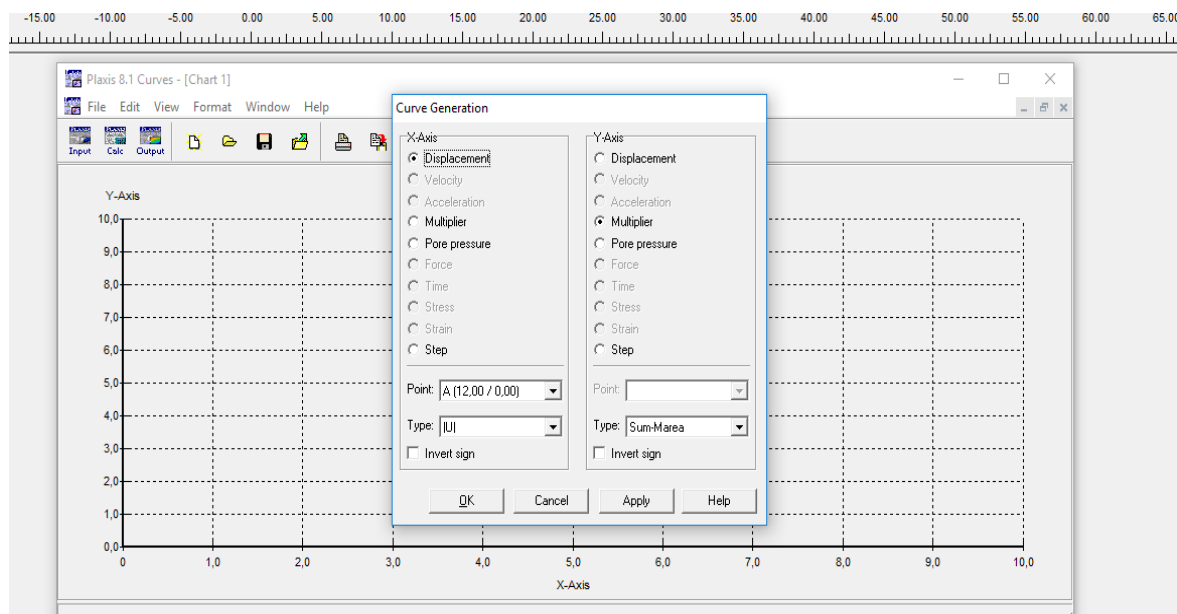 -15.00 -10.00 -5.00 0.00 5.00 10.00 15.00 20.00 25.00 30.00 35.00 40.00 45.00 50.00 55.00 60.00 65.00
Plaxis 8.1 Curves - [Chart 1]
File Edit View Format Window Help
Input Calc Output
Y-Axis
10,0
9,0
8,0
7,0
6,0
5,0
4,0
3,0
2,0
1,0
0,0
0 1,0 2,0 3,0 4,0 5,0 6,0 7,0 8,0 9,0 10,0
X-Axis
Curve Generation
X-Axis
Displacement
Velocity
Acceleration
Multiplier
Pore pressure
Force
Time
Stress
Strain
Step
Point: A (12,00 / 0,00)
Type: |U|
Invert sign
Y-Axis
Displacement
Velocity
Acceleration
Multiplier
Pore pressure
Force
Time
Stress
Strain
Step
Point:
Type: Sum-Marea
Invert sign
OK Cancel Apply Help